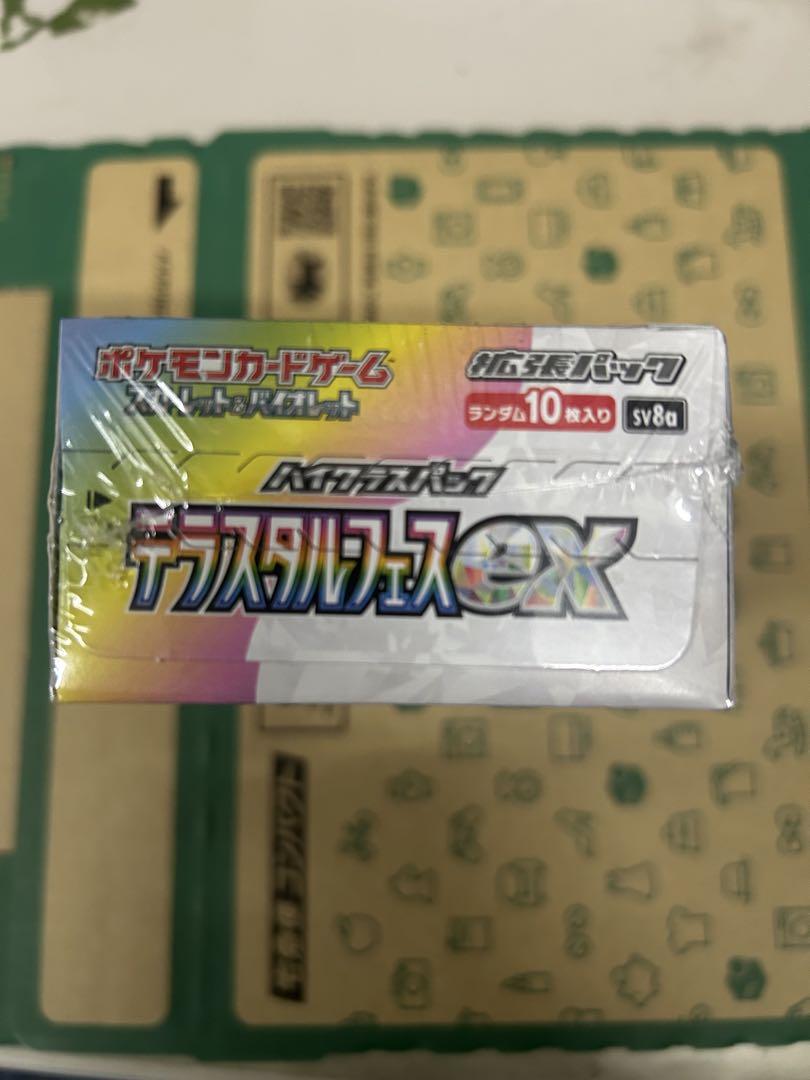 ポケモンカードゲーム
スカーレット&バイオレット
拡張パック
ランダム10枚入り
sv8a
ハイクラスパック
テラスタルフェスex